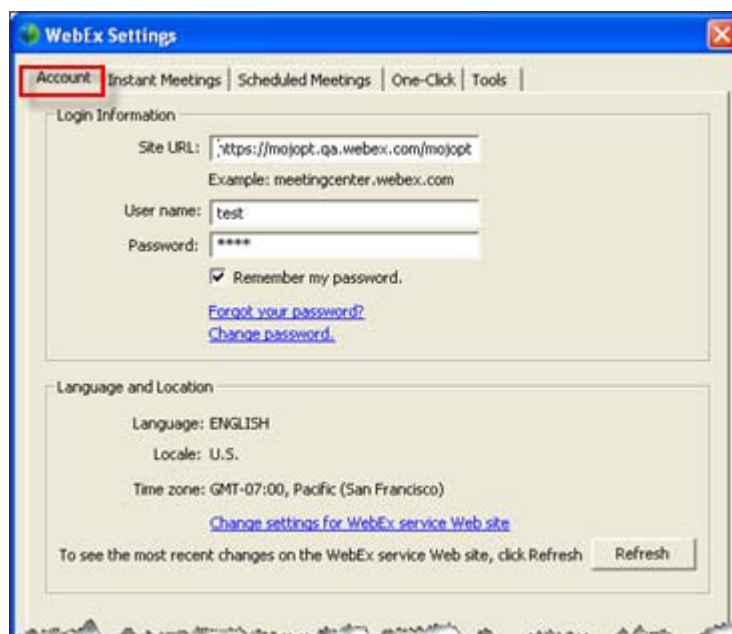 WebEx Settings
Account Instant Meetings Scheduled Meetings One-Click Tools
Login Information
Site URL: https://mojopt.qa.webex.com/mojopt
Example: meetingcenter.webex.com
User name: test
Password: ****
Remember my password.
Forgot your password?
Change password.
Language and Location
Language: ENGLISH
Locale: U.S.
Time zone: GMT-07:00, Pacific (San Francisco)
Change settings for WebEx service Web site
To see the most recent changes on the WebEx service Web site, click Refresh Refresh